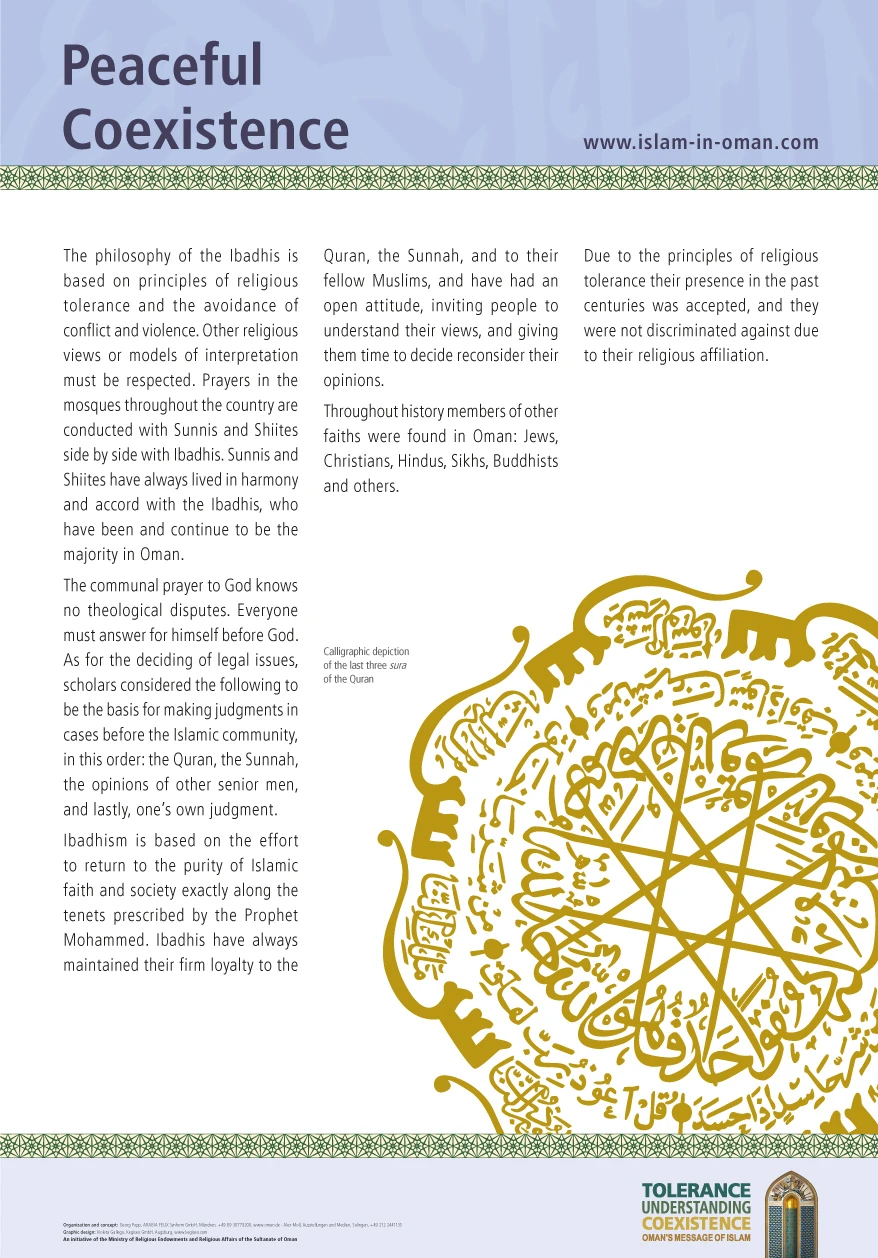 Peaceful
Coexistence
www.islam-in-oman.com
The philosophy of the Ibadhis is
based on principles of religious
tolerance and the avoidance of
conflict and violence. Other religious
views or models of interpretation
must be respected. Prayers in the
mosques throughout the country are
conducted with Sunnis and Shiites
side by side with Ibadhis. Sunnis and
Shiites have always lived in harmony
and accord with the Ibadhis, who
have been and continue to be the
majority in Oman.
The communal prayer to God knows
no theological disputes. Everyone
must answer for himself before God.
As for the deciding of legal issues,
scholars considered the following to
be the basis for making judgments in
cases before the Islamic community,
in this order: the Quran, the Sunnah,
the opinions of other senior men,
and lastly, one's own judgment.
Ibadhism is based on the effort
to return to the purity of Islamic
faith and society exactly along the
tenets prescribed by the Prophet
Mohammed. Ibadhis have always
maintained their firm loyalty to the
Quran, the Sunnah, and to their
fellow Muslims, and have had an
open attitude, inviting people to
understand their views, and giving
them time to decide reconsider their
opinions.
Throughout history members of other
faiths were found in Oman: Jews,
Christians, Hindus, Sikhs, Buddhists
and others.
Due to the principles of religious
tolerance their presence in the past
centuries was accepted, and they
were not discriminated against due
to their religious affiliation.
Calligraphic depiction
of the last three sura
of the Quran
TOLERANCE
UNDERSTANDING
COEXISTENCE
OMAN'S MESSAGE OF ISLAM
Organization and concept: Georg Popp, ARABIA FELIX Synform GmbH, München,
Graphic design:
An initiative of the Ministry of Religious Endowments and Religious Affairs of the Sultanate of Oman